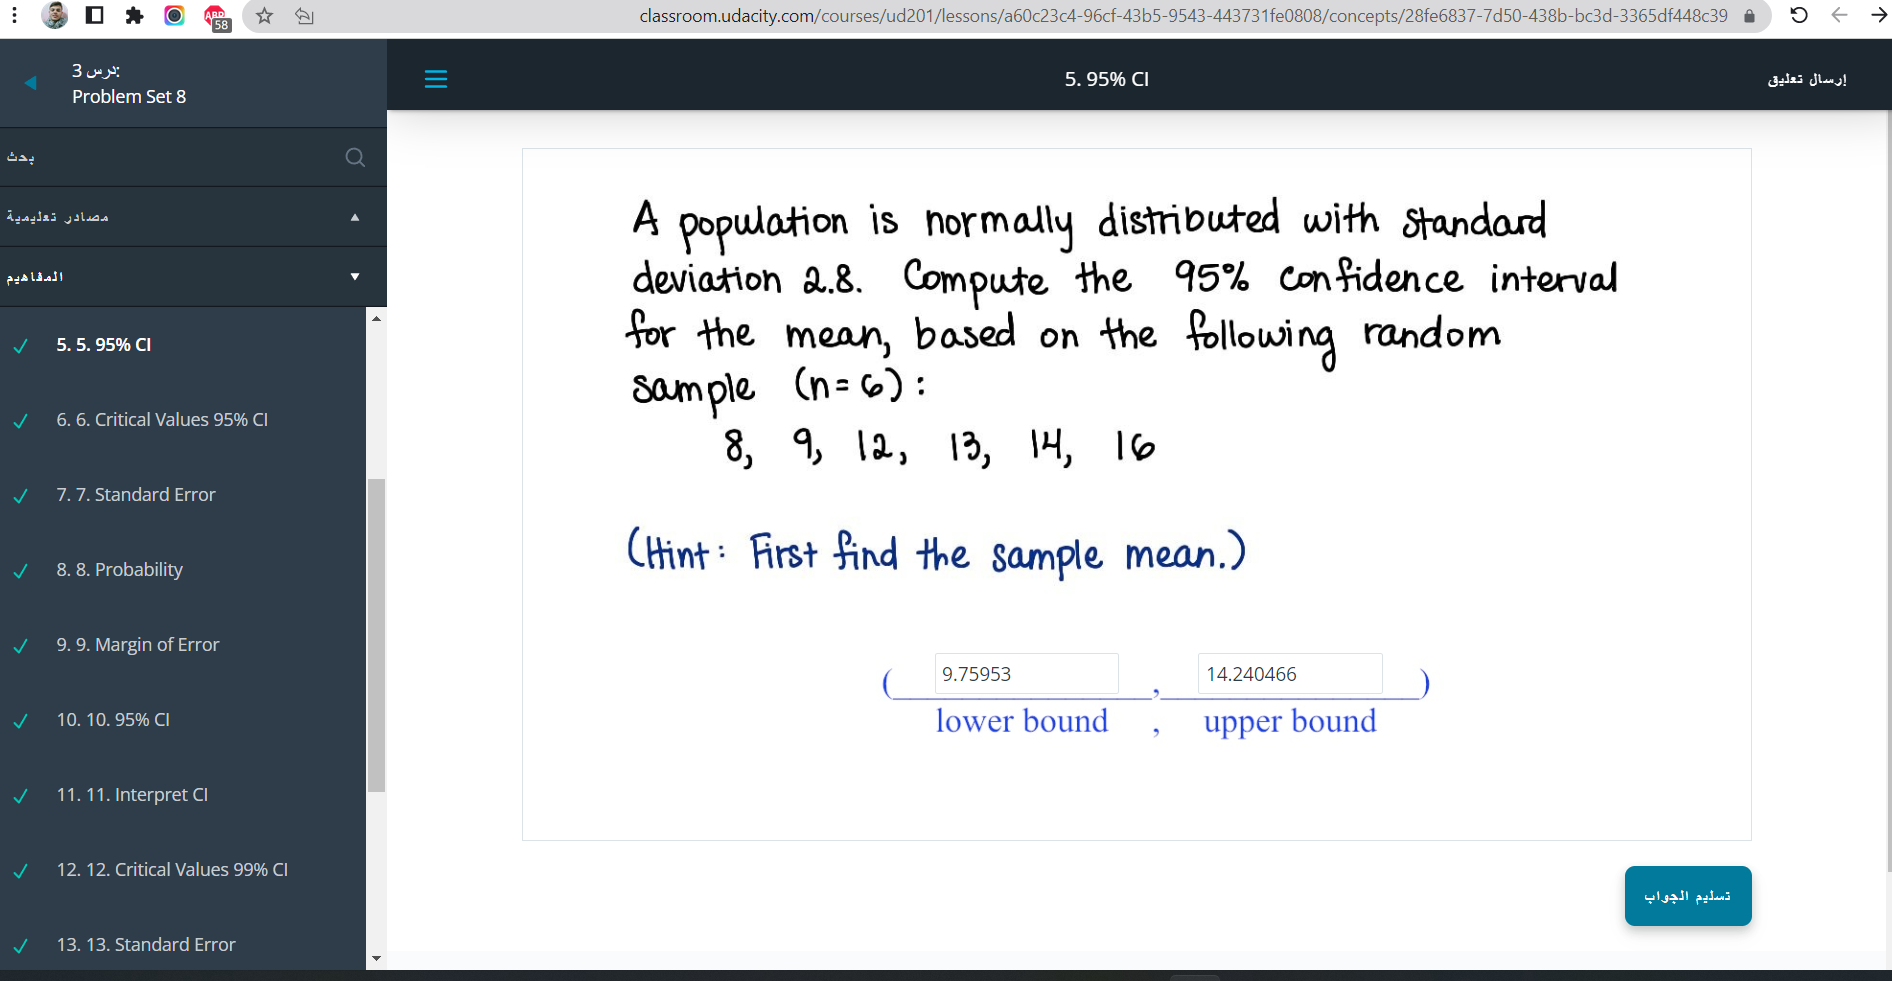 ABP
58
classroom.udacity.com/courses/ud201/lessons/a60c23c4-96cf-43b5-9543-443731fe0808/concepts/28fe6837-7d50-438b-bc3d-3365df448c39
درس 3:
Problem Set 8
بحث
مصادر تعليمية
المفاهيم
5. 5. 95% CI
6. 6. Critical Values 95% CI
7. 7. Standard Error
8. 8. Probability
9. 9. Margin of Error
10. 10. 95% CI
11. 11. Interpret CI
12. 12. Critical Values 99% CI
13. 13. Standard Error
5. 95% CI
إرسال تعليق
A population is normally distributed with standard
deviation 2.8. Compute the 95% confidence interval
for the mean, based on the following random
sample (n=6):
8, 9, 12, 13, 14, 16
(Hint: First find the sample mean.)
( 9.75953 , 14.240466 )
lower bound , upper bound
تسليم الجواب